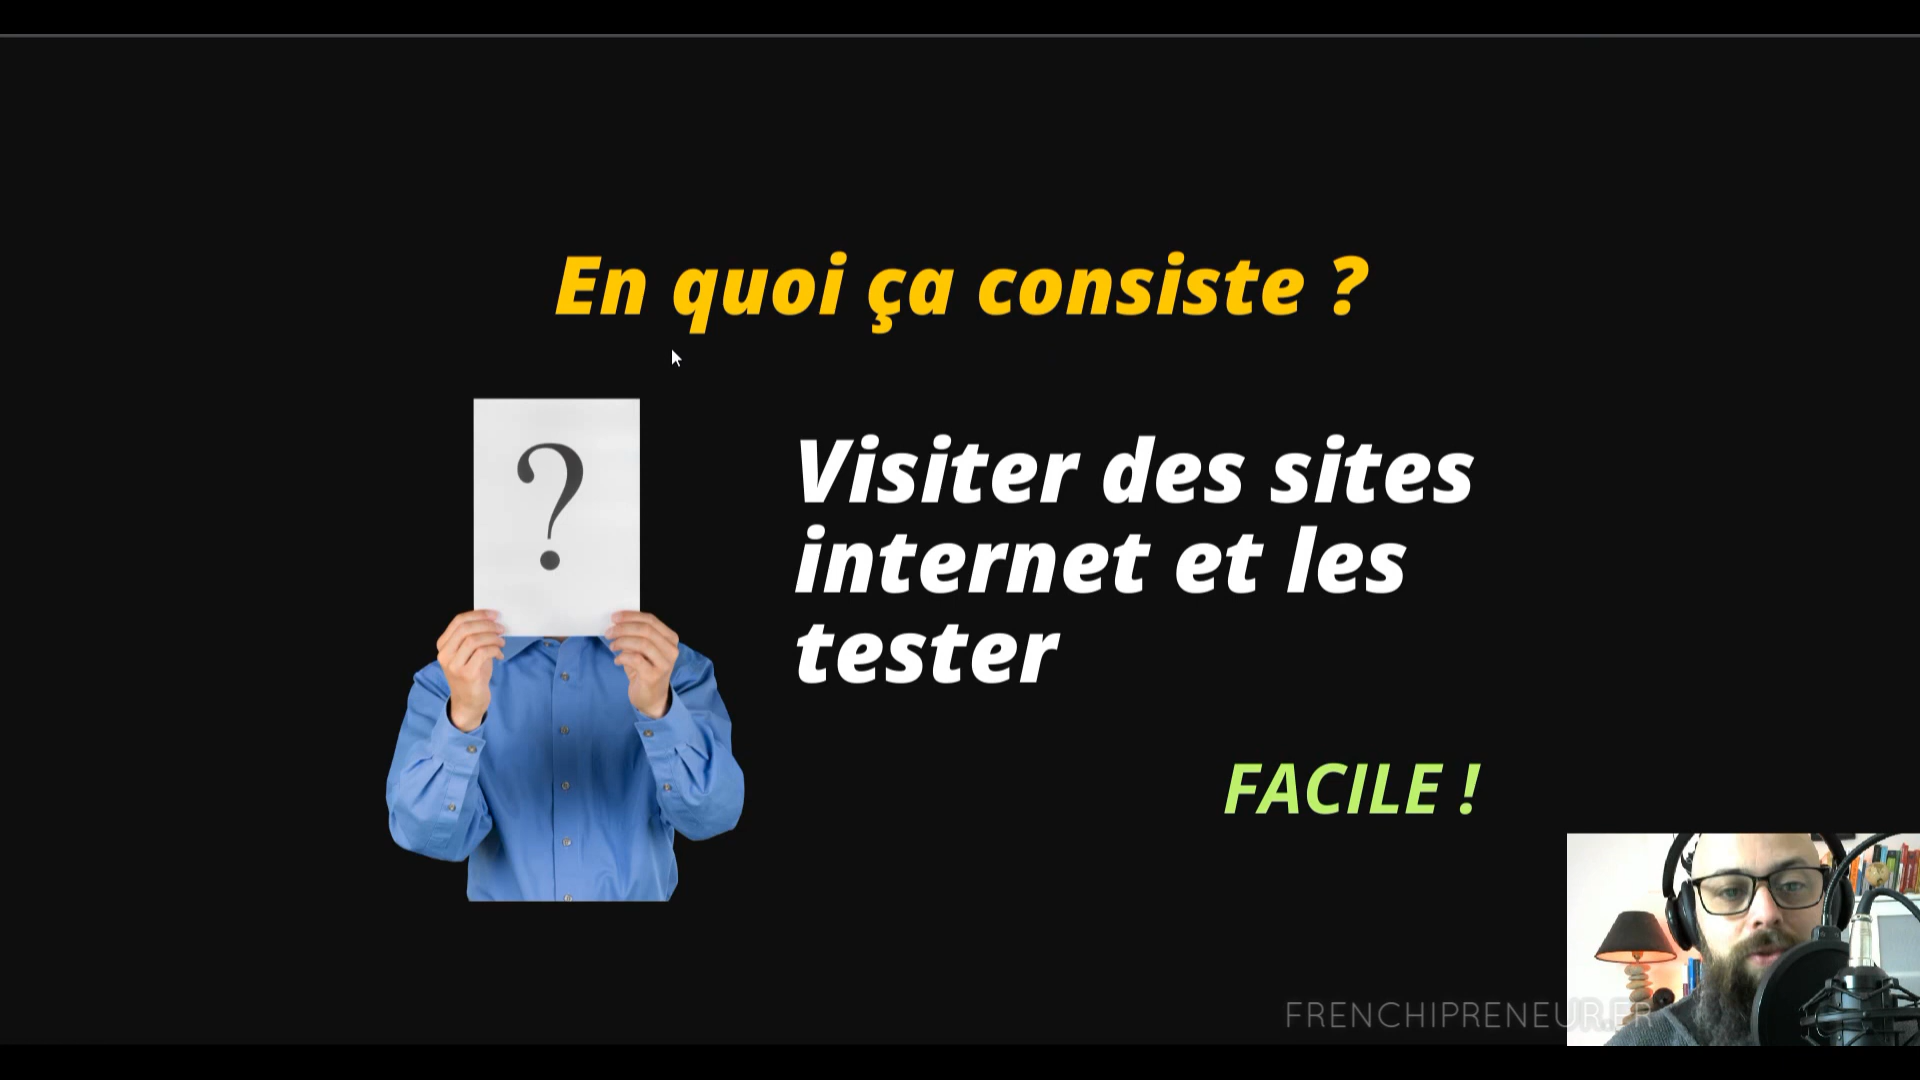 En quoi ça consiste ?
?
Visiter des sites
internet et les
tester
FACILE !
FRENCHIPRENEUR.FR